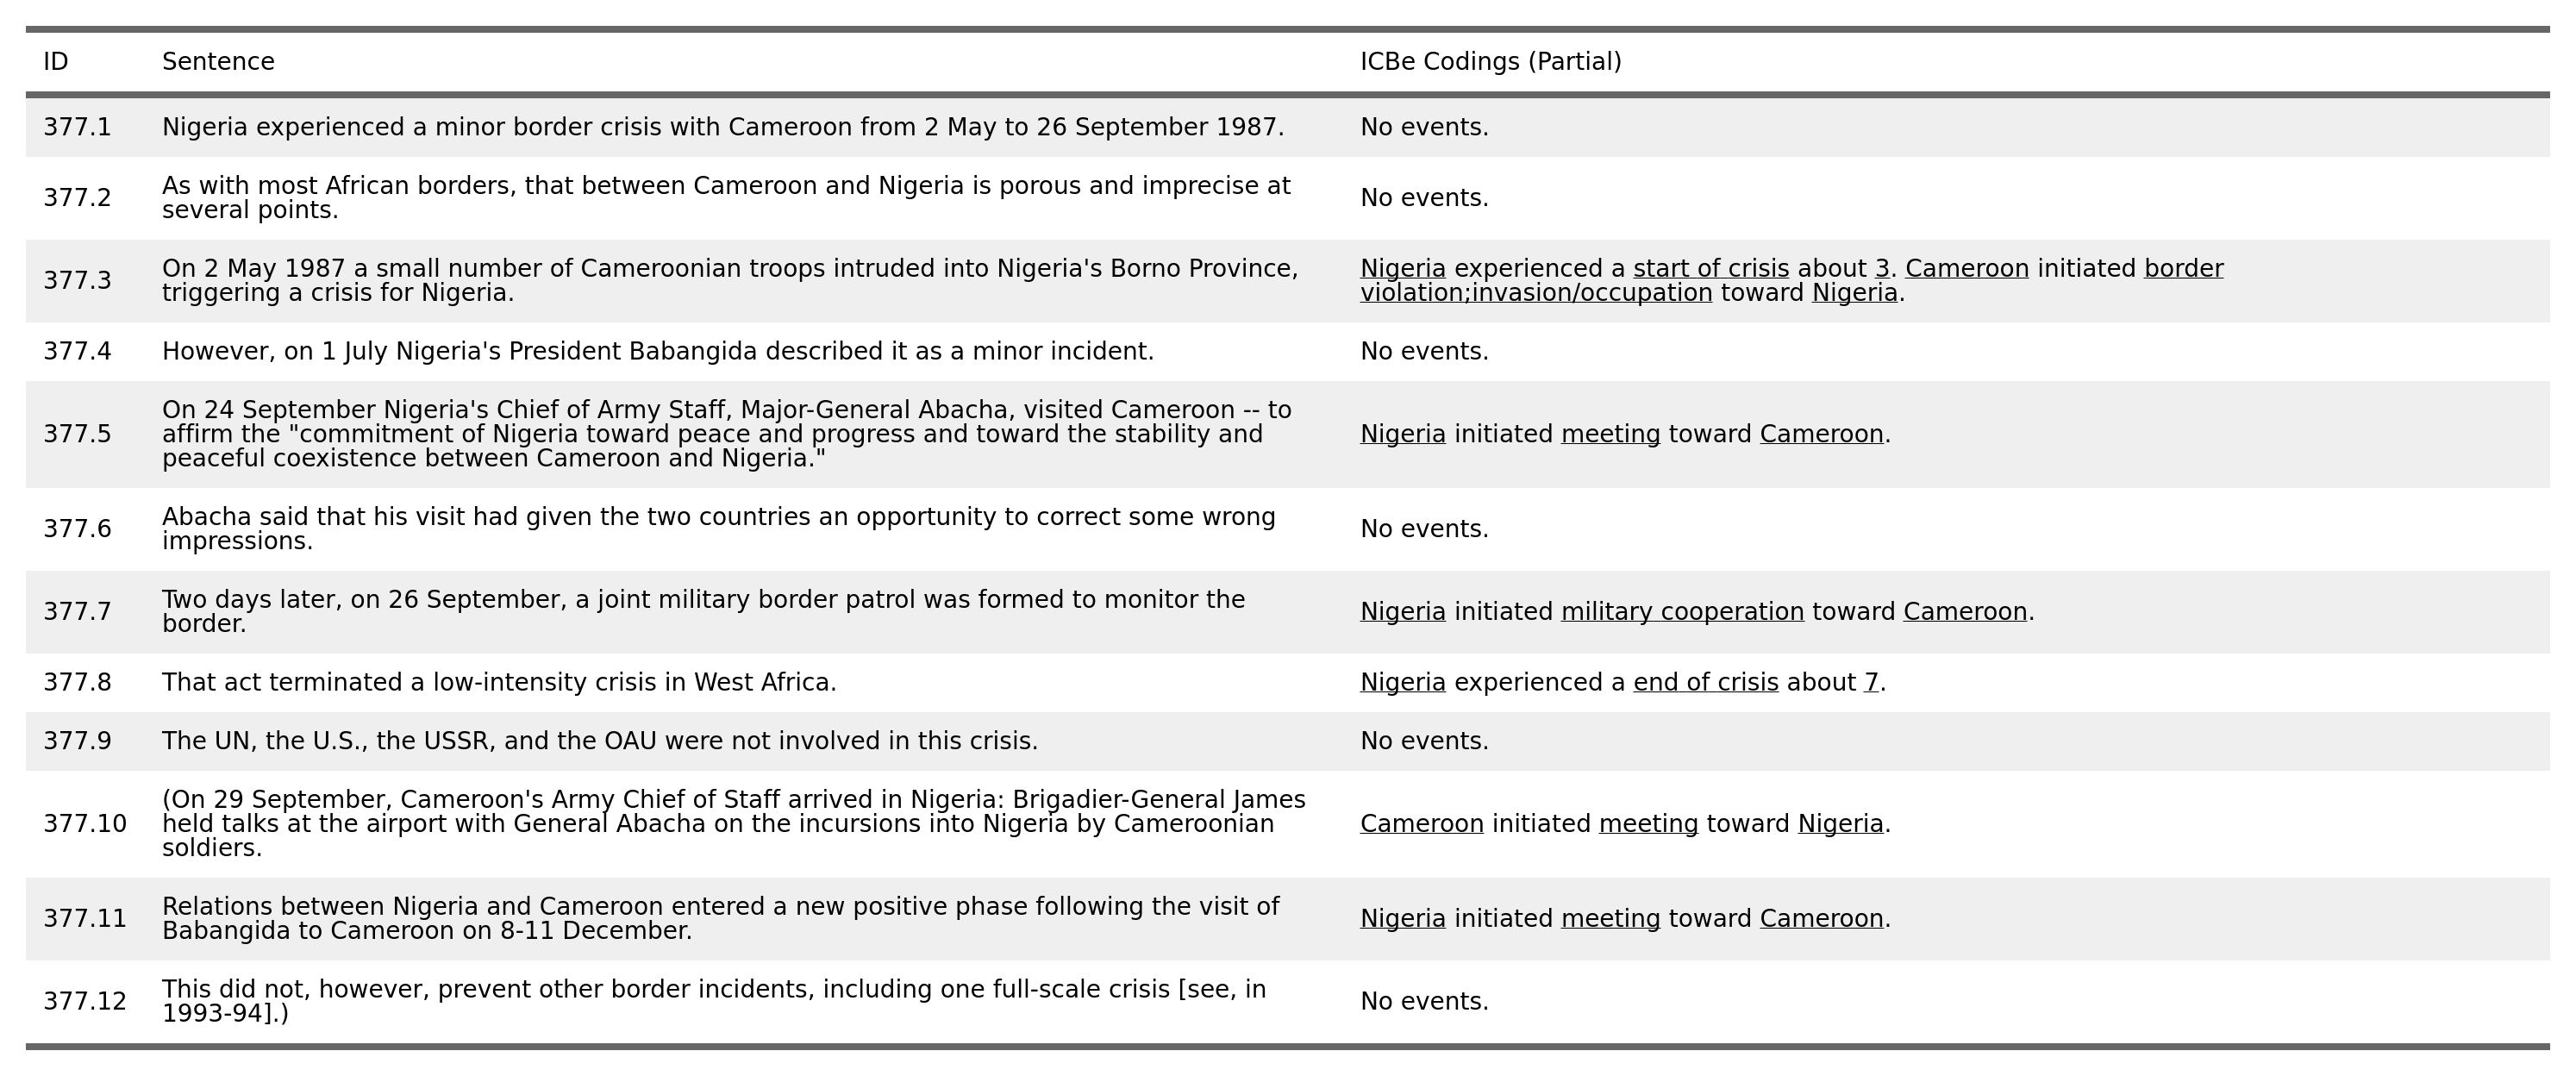 ID Sentence ICBe Codings (Partial)
377.1 Nigeria experienced a minor border crisis with Cameroon from 2 May to 26 September 1987. No events.
377.2 As with most African borders, that between Cameroon and Nigeria is porous and imprecise at
several points. No events.
377.3 On 2 May 1987 a small number of Cameroonian troops intruded into Nigeria's Borno Province,
triggering a crisis for Nigeria. Nigeria experienced a start of crisis about 3. Cameroon initiated border
violation;invasion/occupation toward Nigeria.
377.4 However, on 1 July Nigeria's President Babangida described it as a minor incident. No events.
377.5 On 24 September Nigeria's Chief of Army Staff, Major-General Abacha, visited Cameroon -- to
affirm the "commitment of Nigeria toward peace and progress and toward the stability and
peaceful coexistence between Cameroon and Nigeria." Nigeria initiated meeting toward Cameroon.
377.6 Abacha said that his visit had given the two countries an opportunity to correct some wrong
impressions. No events.
377.7 Two days later, on 26 September, a joint military border patrol was formed to monitor the
border. Nigeria initiated military cooperation toward Cameroon.
377.8 That act terminated a low-intensity crisis in West Africa. Nigeria experienced a end of crisis about 7.
377.9 The UN, the U.S., the USSR, and the OAU were not involved in this crisis. No events.
377.10 (On 29 September, Cameroon's Army Chief of Staff arrived in Nigeria: Brigadier-General James
held talks at the airport with General Abacha on the incursions into Nigeria by Cameroonian
soldiers. Cameroon initiated meeting toward Nigeria.
377.11 Relations between Nigeria and Cameroon entered a new positive phase following the visit of
Babangida to Cameroon on 8-11 December. Nigeria initiated meeting toward Cameroon.
377.12 This did not, however, prevent other border incidents, including one full-scale crisis [see, in
1993-94].) No events.